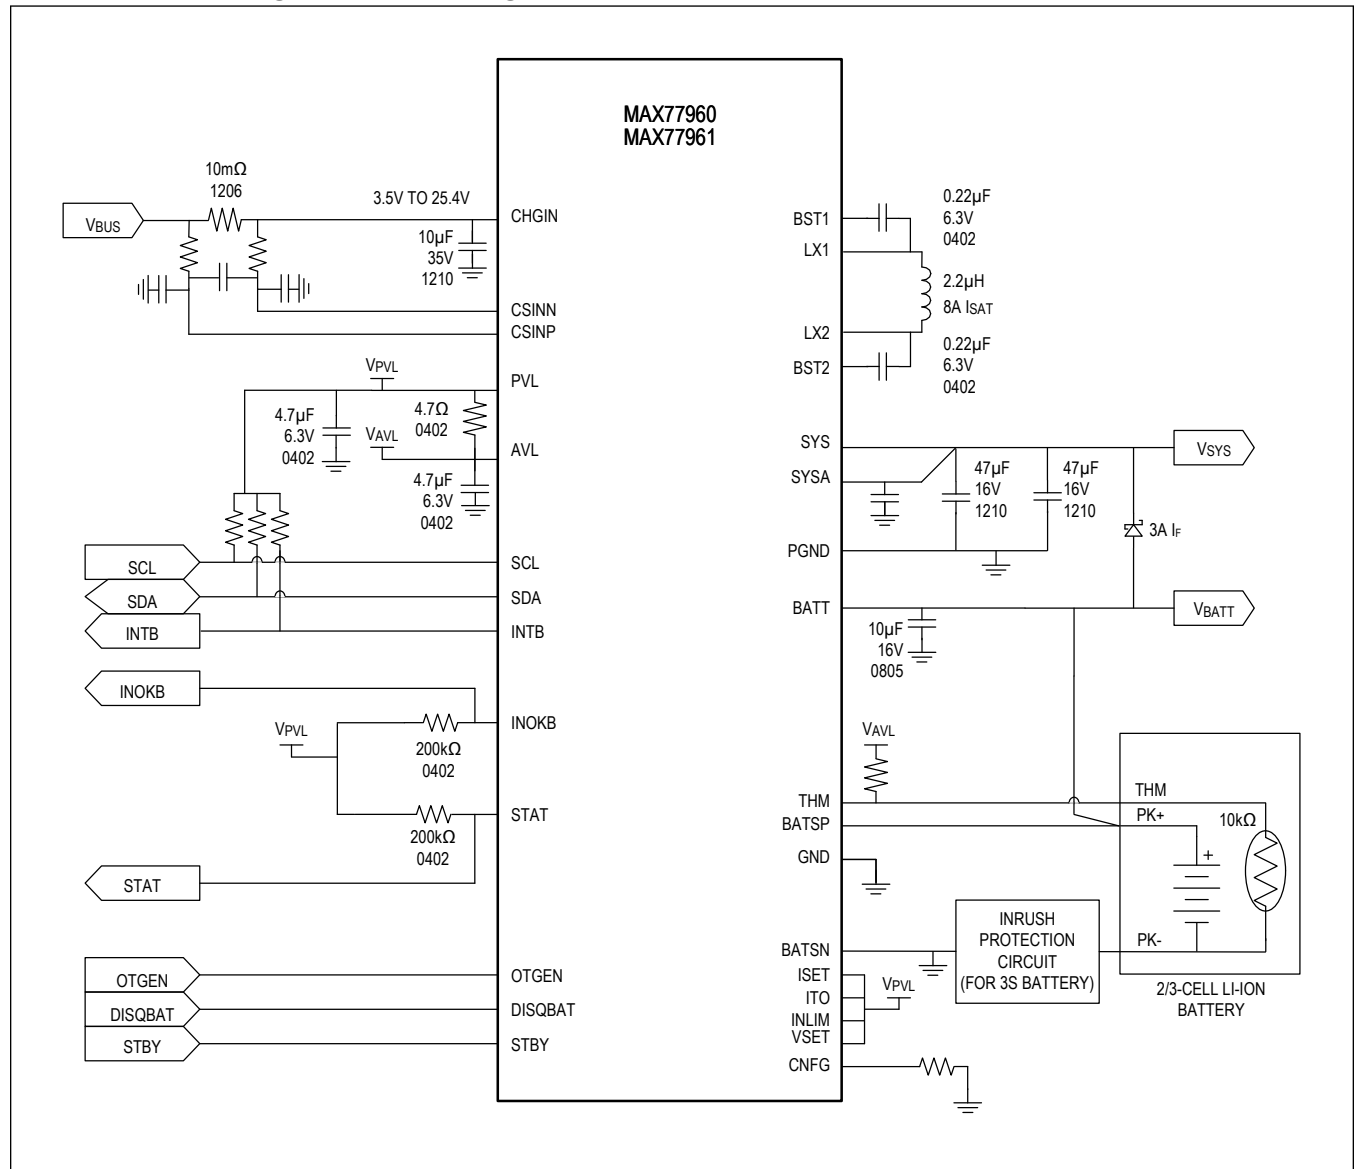 MAX77960
MAX77961
10mΩ
1206
VBUS
3.5V TO 25.4V
CHGIN
10µF
35V
1210
CSINN
CSINP
VPVL
PVL
4.7µF
6.3V
0402
4.7Ω
0402
VAVL
AVL
4.7µF
6.3V
0402
SCL
SCL
SDA
SDA
INTB
INTB
INOKB
INOKB
VPVL
200kΩ
0402
STAT
200kΩ
0402
STAT
OTGEN
OTGEN
DISQBAT
DISQBAT
STBY
STBY
BST1
0.22µF
6.3V
0402
LX1
2.2µH
8A ISAT
LX2
0.22µF
6.3V
0402
BST2
SYS
VSYS
SYSA
47µF
16V
1210
47µF
16V
1210
3A IF
PGND
BATT
VBATT
10µF
16V
0805
VAVL
THM
THM
BATSP
PK+
10kΩ
+
GND
BATSN
INRUSH
PROTECTION
CIRCUIT
(FOR 3S BATTERY)
PK-
2/3-CELL LI-ION
BATTERY
ISET
ITO
INLIM
VSET
VPVL
CNFG